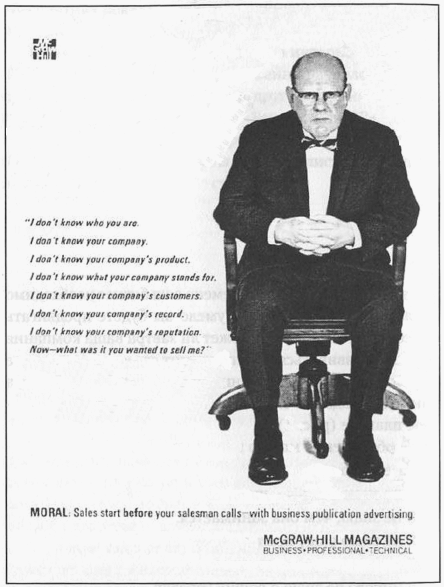 Mc
GRAW
Hill
"I don't know who you are.
I don't know your company.
I don't know your company's product.
I don't know what your company stands for.
I don't know your company's customers.
I don't know your company's record.
I don't know your company's reputation.
Now—what was it you wanted to sell me?"
MORAL: Sales start before your salesman calls—with business publication advertising.
McGRAW-HILL MAGAZINES
BUSINESS•PROFESSIONAL•TECHNICAL